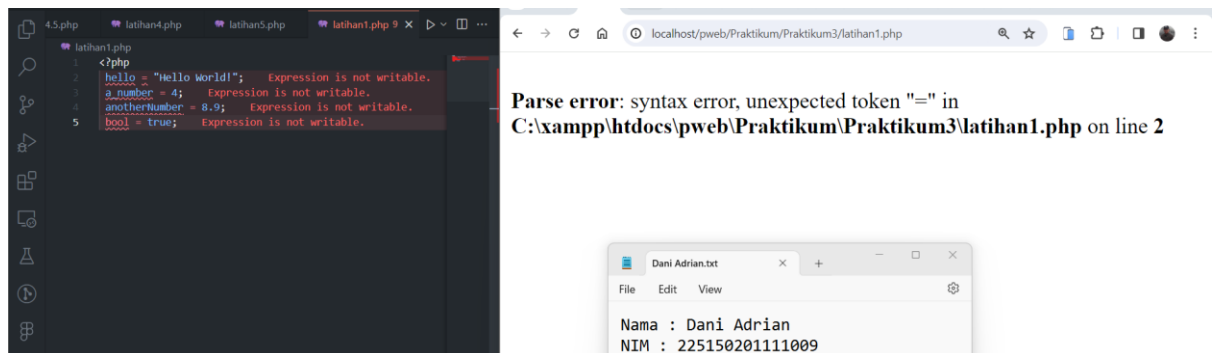 4.5.php latihan4.php latihan5.php latihan1.php 9
latihan1.php
1 <?php
2 hello = "Hello World!"; Expression is not writable.
3 a_number = 4; Expression is not writable.
4 anotherNumber = 8.9; Expression is not writable.
5 bool = true; Expression is not writable.
localhost/pweb/Praktikum/Praktikum3/latihan1.php
Parse error: syntax error, unexpected token "=" in
C:\xampp\htdocs\pweb\Praktikum\Praktikum3\latihan1.php on line 2
Dani Adrian.txt
File Edit View
Nama : Dani Adrian
NIM : 225150201111009